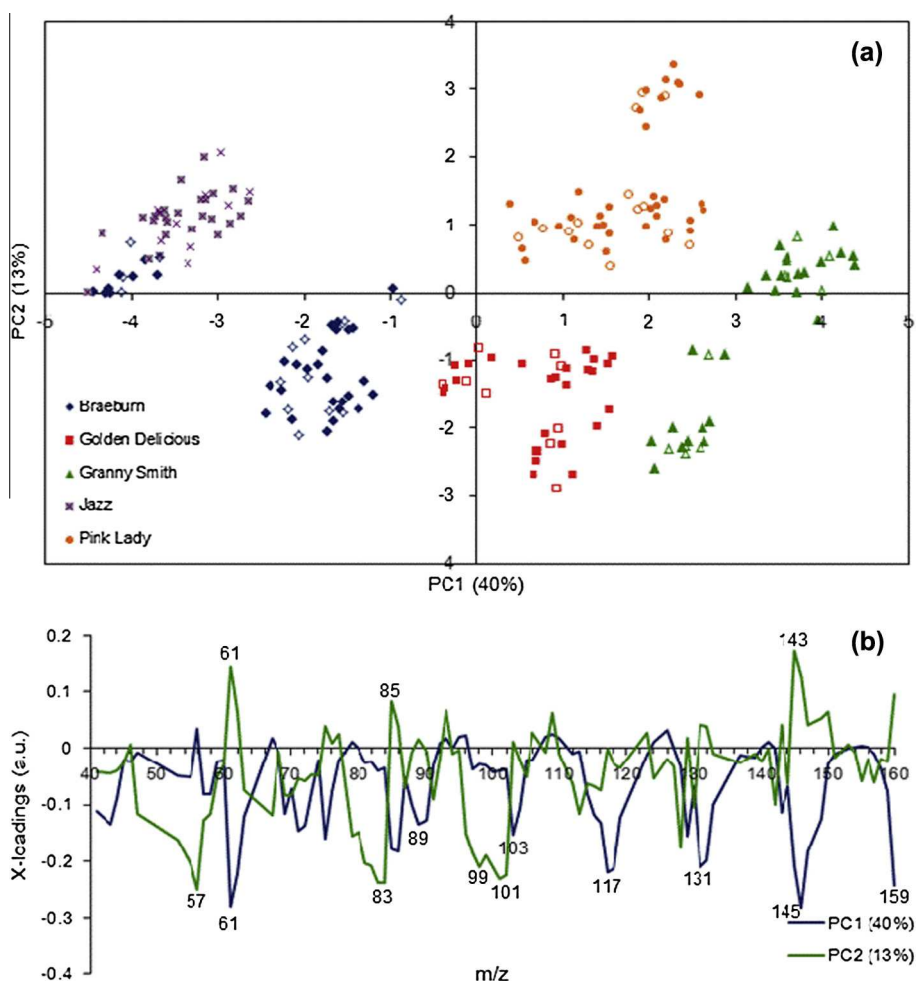 4
(a)
3
2
1
0
-5 -4 -3 -2 -1 0 1 2 3 4 5
-1
-2
-3
4
PC2 (13%)
Braeburn
Golden Delicious
Granny Smith
Jazz
Pink Lady
PC1 (40%)
0.2
(b)
61
143
0.1
85
0
40 50 60 70 80 90 100 110 120 130 140 150 160
-0.1
89
103
-0.2
57
61
83
99
101
117
131
145
159
-0.3
-0.4
X-loadings (a.u.)
PC1 (40%)
PC2 (13%)
m/z